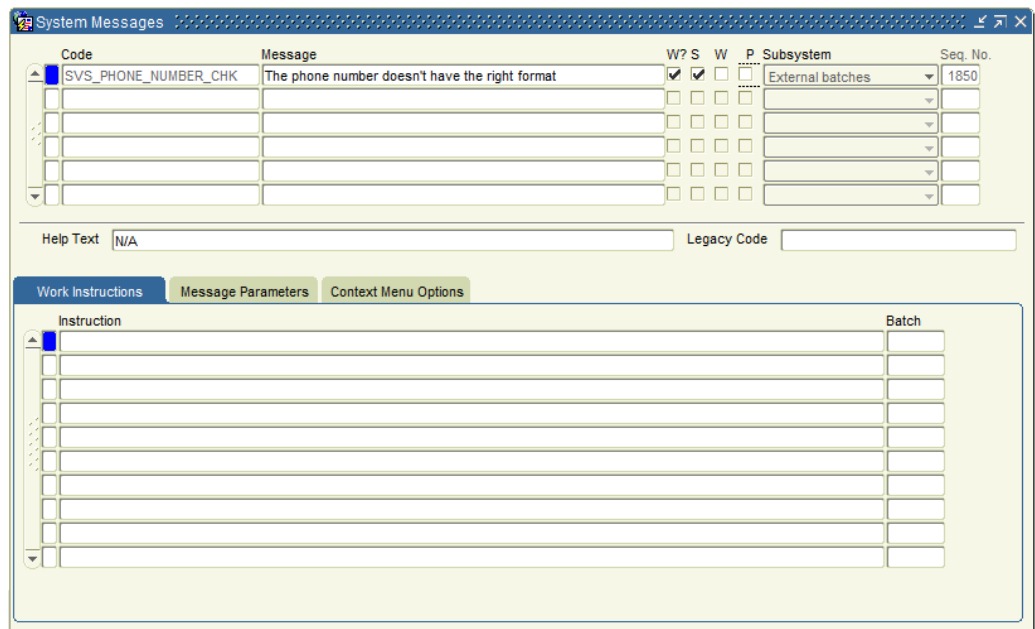 System Messages
Code Message W? S W P Subsystem Seq. No.
SVS_PHONE_NUMBER_CHK The phone number doesn't have the right format External batches 1850
Help Text N/A Legacy Code
Work Instructions Message Parameters Context Menu Options
Instruction Batch